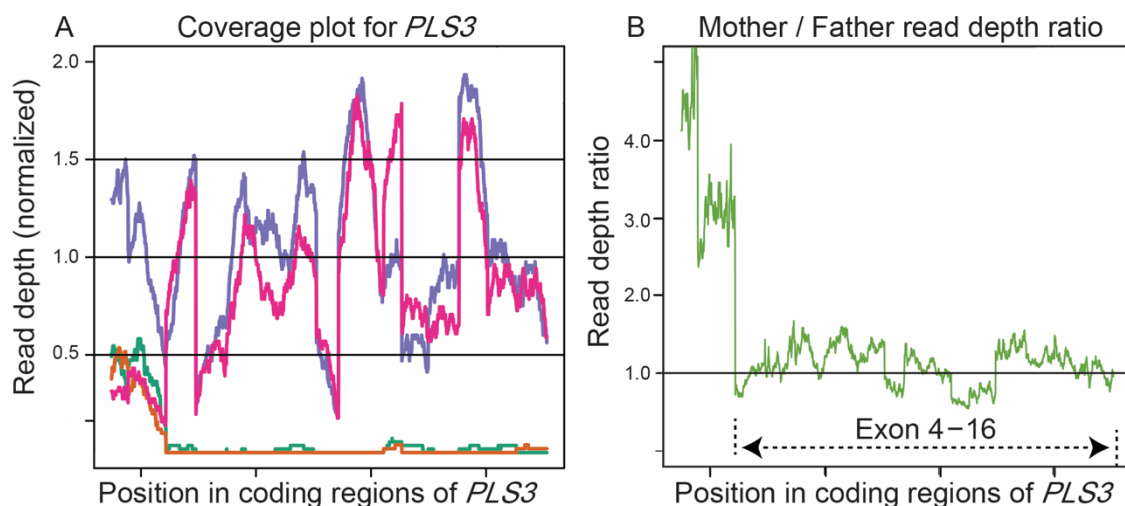 A
Coverage plot for PLS3
Read depth (normalized)
2.0
1.5
1.0
0.5
Position in coding regions of PLS3
B
Mother / Father read depth ratio
Read depth ratio
4.0
3.0
2.0
1.0
Exon 4–16
Position in coding regions of PLS3